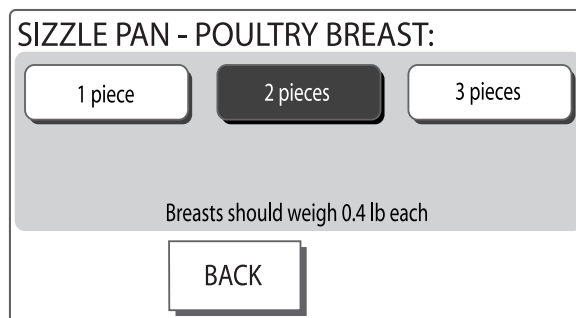 SIZZLE PAN - POULTRY BREAST:
1 piece 2 pieces 3 pieces
Breasts should weigh 0.4 lb each
BACK